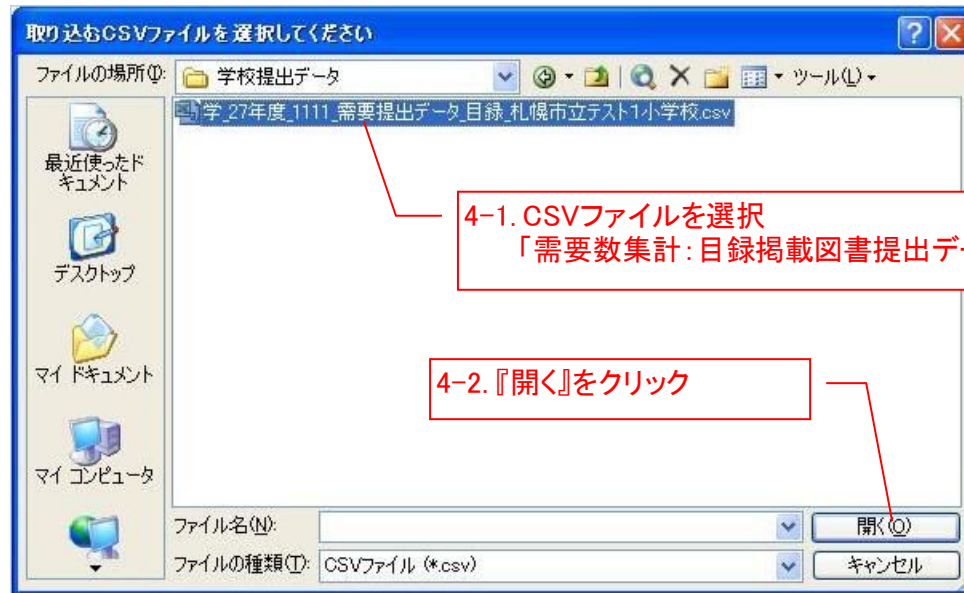 取り込むCSVファイルを選択してください
ファイルの場所(I):
学校提出データ
ツール(L)
学_27年度_1111_需要提出データ_目録_札幌市立テスト1小学校.csv
最近使ったド
キュメント
デスクトップ
マイ ドキュメント
マイ コンピュータ
4-1. CSVファイルを選択
「需要数集計:目録掲載図書提出デ
4-2.『開く』をクリック
ファイル名(N):
開く(O)
ファイルの種類(T):
CSVファイル (*.csv)
キャンセル